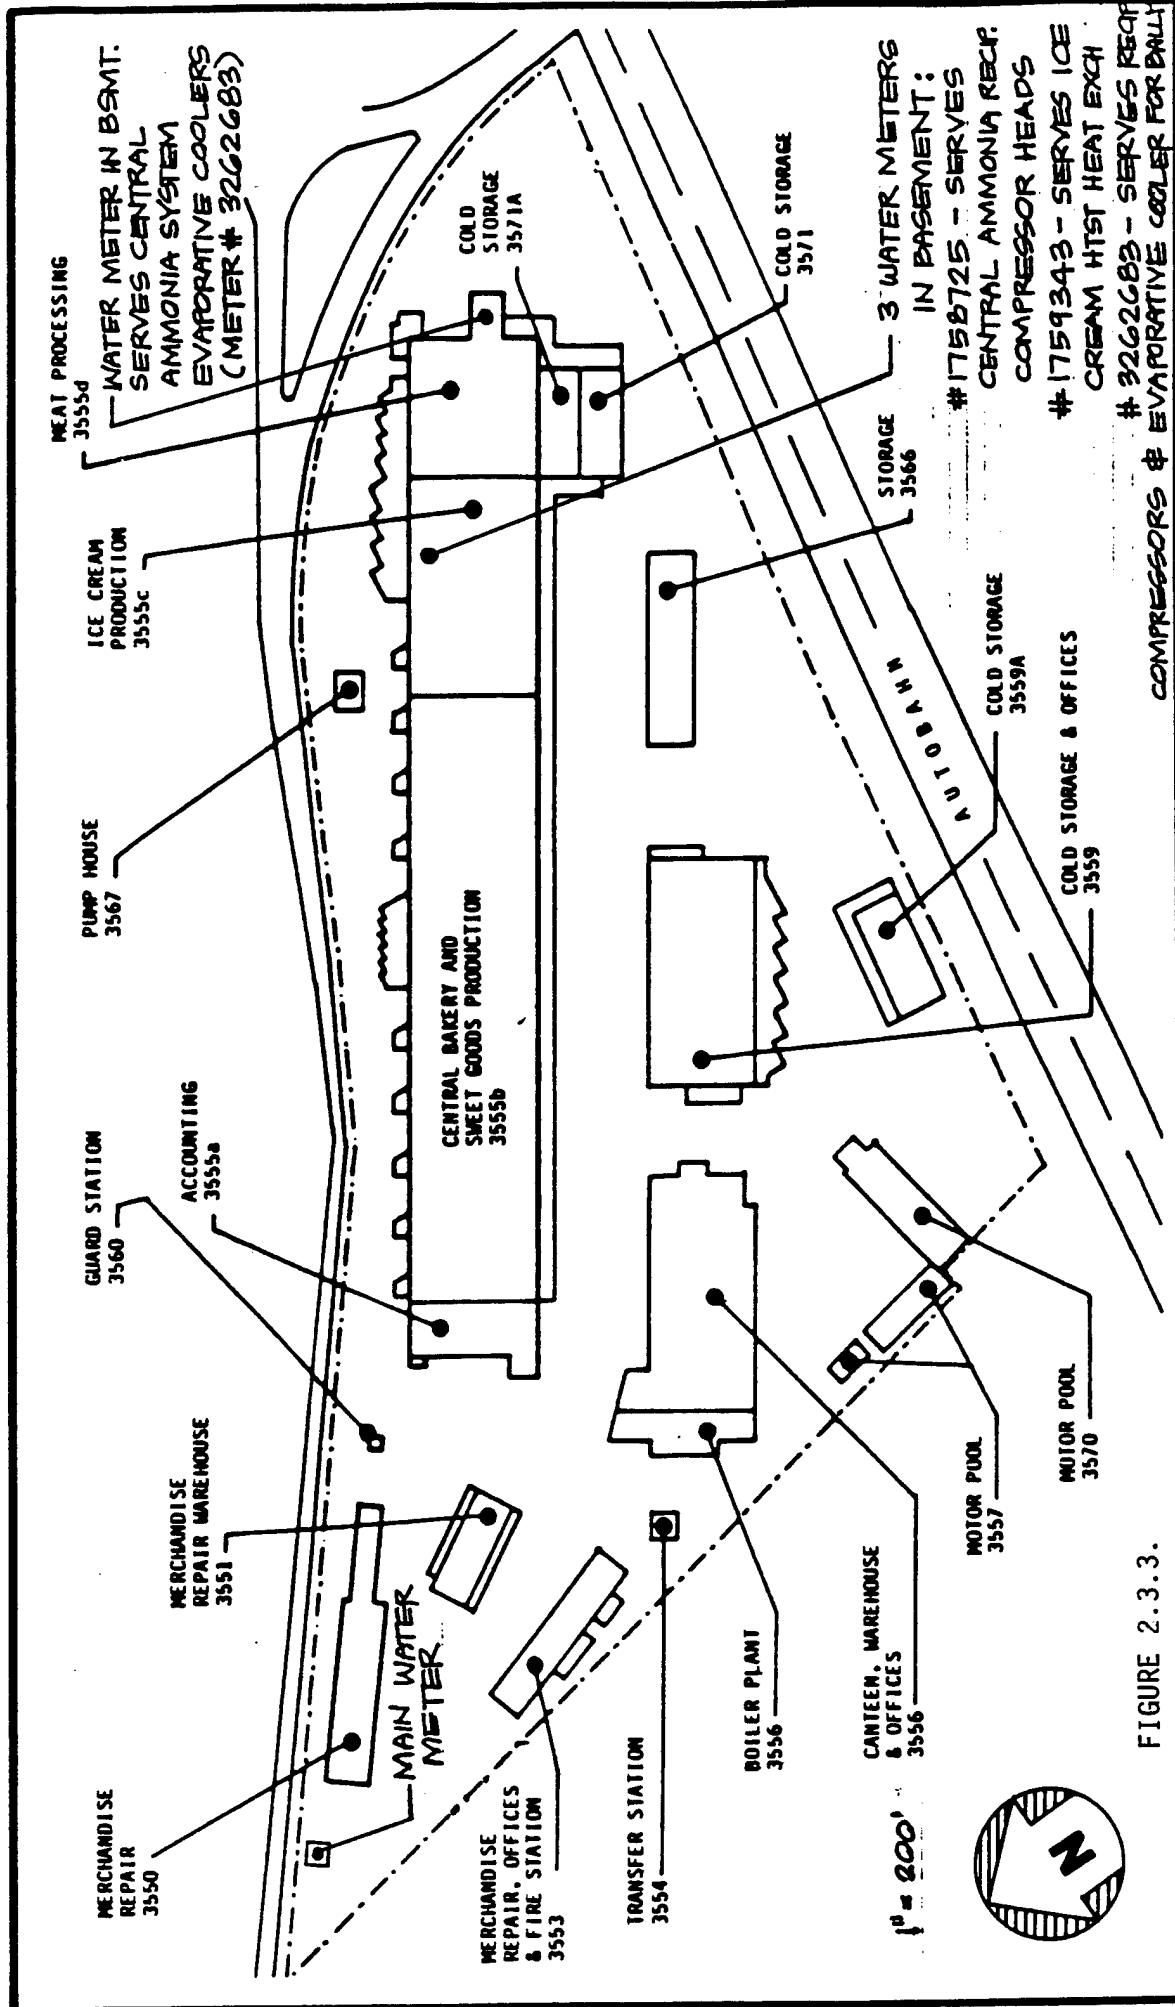 MEAT PROCESSING
3555d
WATER METER IN BSMT.
SERVES CENTRAL
AMMONIA SYSTEM
EVAPORATIVE COOLERS
(METER # 3262683)
ICE CREAM
PRODUCTION
3555c
PUMP HOUSE
3567
GUARD STATION
3560
ACCOUNTING
3555a
MERCHANDISE
REPAIR WAREHOUSE
3551
MERCHANDISE
REPAIR
3550
MAIN WATER
METER
COLD
STORAGE
3571A
COLD STORAGE
3571
CENTRAL BAKERY AND
SWEET GOODS PRODUCTION
3555b
3 WATER METERS
IN BASEMENT:
#1758725 - SERVES
CENTRAL AMMONIA RECIP.
COMPRESSOR HEADS
#1759343 - SERVES ICE
CREAM HTST HEAT EXCH
# 3262683 - SERVES RECIP
COMPRESSORS & EVAPORATIVE COOLER FOR BALLY
STORAGE
3566
AUTOBAHN
COLD STORAGE
3559A
COLD STORAGE & OFFICES
3559
MOTOR POOL
3570
MOTOR POOL
3557
CANTEEN, WAREHOUSE
& OFFICES
3556
BOILER PLANT
3556
TRANSFER STATION
3554
MERCHANDISE
REPAIR, OFFICES
& FIRE STATION
3553
1" = 200'
N
FIGURE 2.3.3.